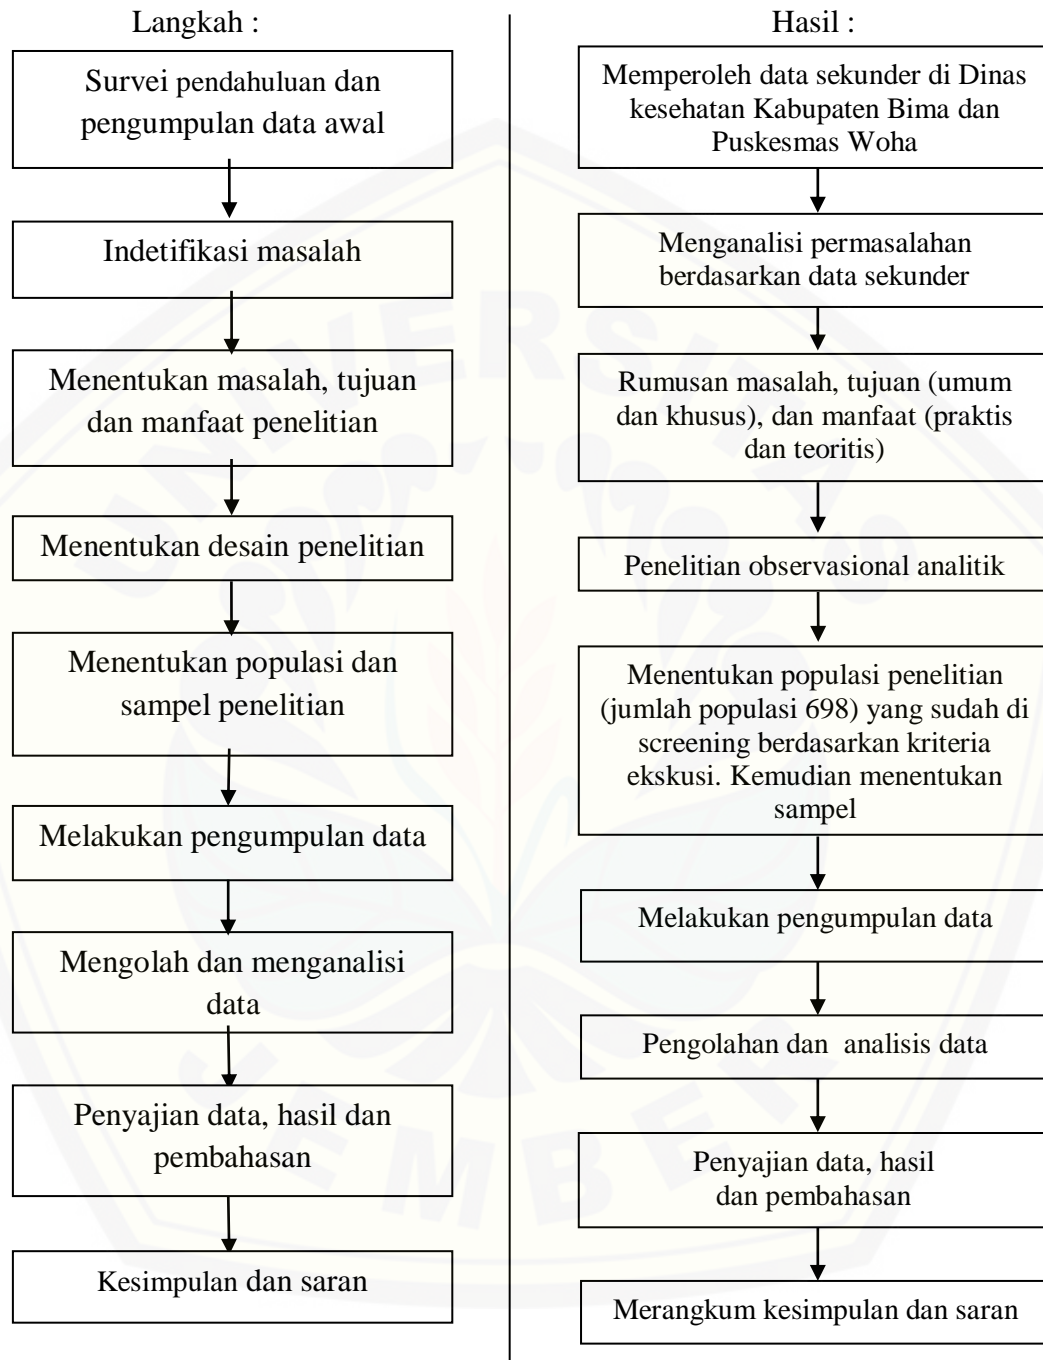 Langkah :
Survei pendahuluan dan
pengumpulan data awal
Indetifikasi masalah
Menentukan masalah, tujuan
dan manfaat penelitian
Menentukan desain penelitian
Menentukan populasi dan
sampel penelitian
Melakukan pengumpulan data
Mengolah dan menganalisi
data
Penyajian data, hasil dan
pembahasan
Kesimpulan dan saran
Hasil :
Memperoleh data sekunder di Dinas
kesehatan Kabupaten Bima dan
Puskesmas Woha
Menganalisi permasalahan
berdasarkan data sekunder
Rumusan masalah, tujuan (umum
dan khusus), dan manfaat (praktis
dan teoritis)
Penelitian observasional analitik
Menentukan populasi penelitian
(jumlah populasi 698) yang sudah di
screening berdasarkan kriteria
ekskusi. Kemudian menentukan
sampel
Melakukan pengumpulan data
Pengolahan dan  analisis data
Penyajian data, hasil
dan pembahasan
Merangkum kesimpulan dan saran
UNIVERSITAS
JEMBER